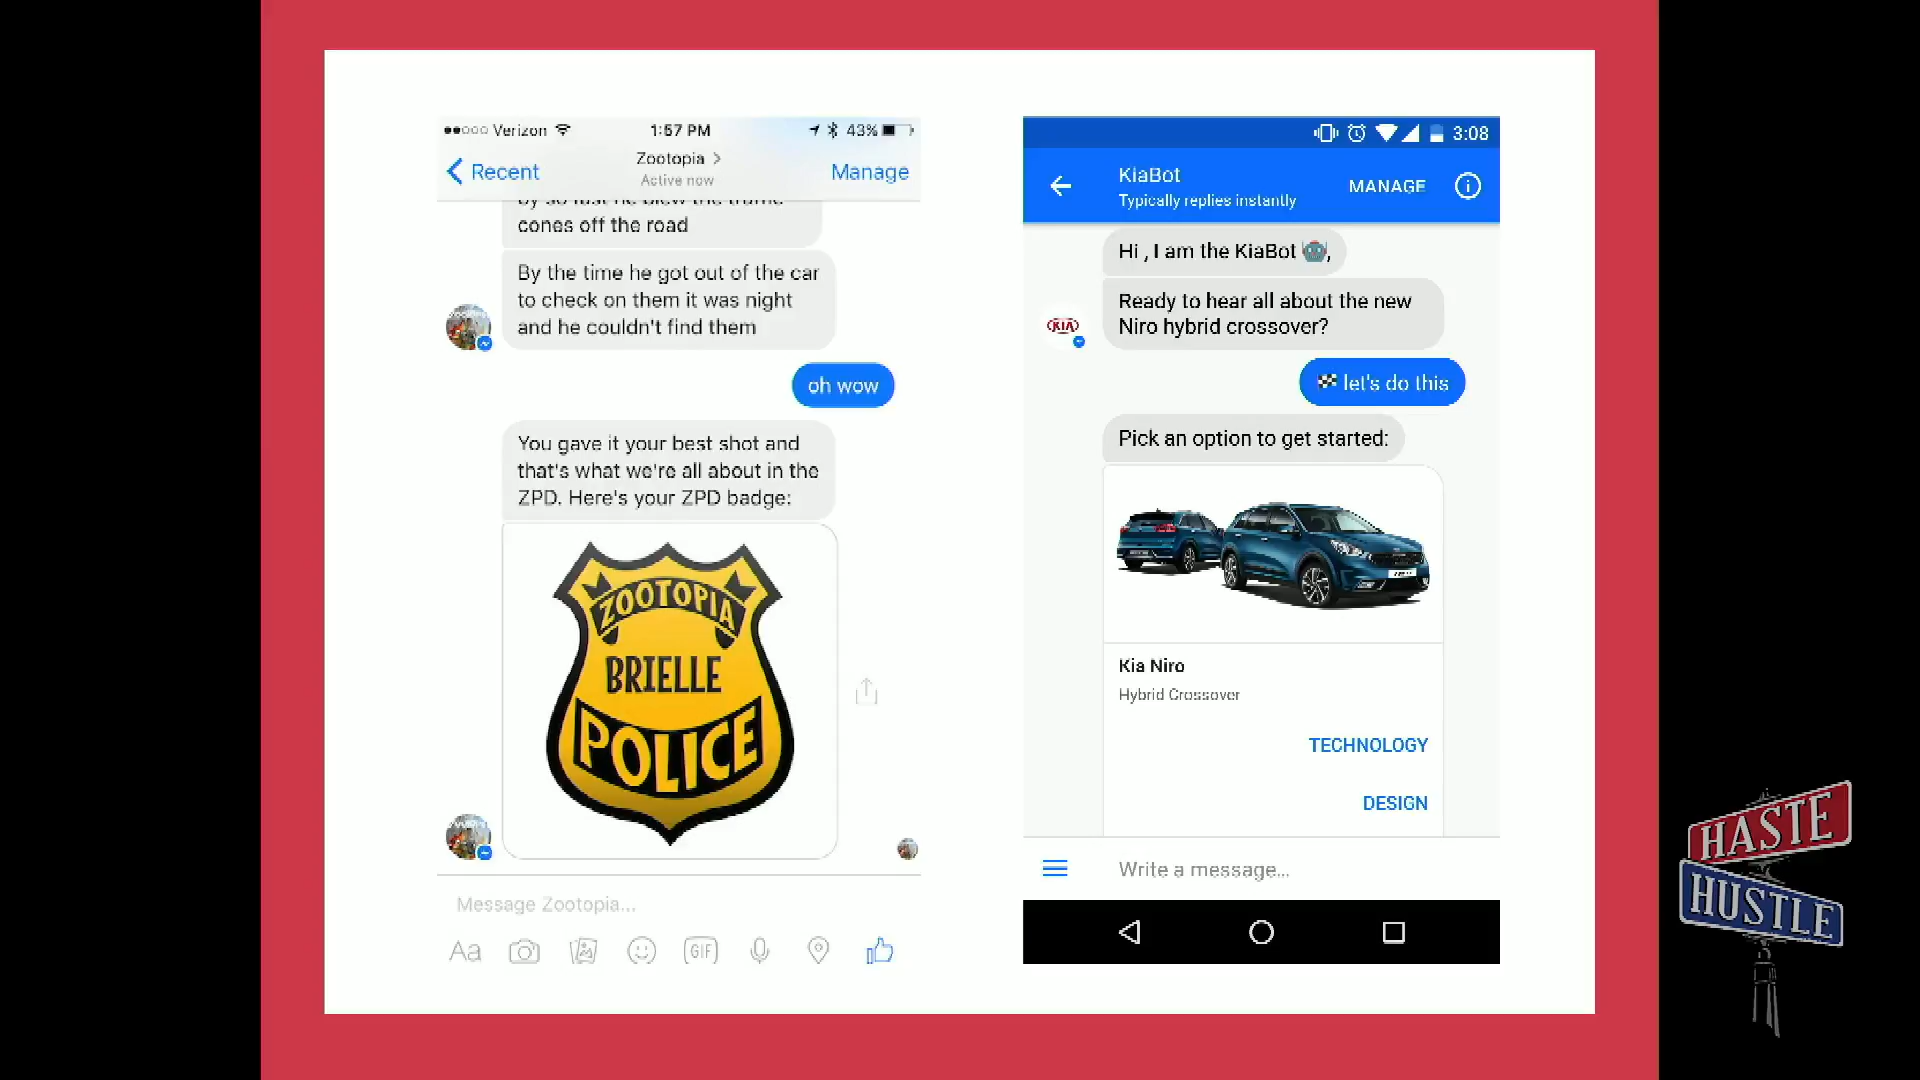 Verizon
1:57 PM
43%
Recent
Zootopia
Active now
Manage
cones off the road
By the time he got out of the car
to check on them it was night
and he couldn't find them
oh wow
You gave it your best shot and
that's what we're all about in the
ZPD. Here's your ZPD badge:
ZOOTOPIA
BRIELLE
POLICE
Message Zootopia...
Aa
GIF
3:08
KiaBot
Typically replies instantly
MANAGE
Hi , I am the KiaBot ,
Ready to hear all about the new
Niro hybrid crossover?
KIA
let's do this
Pick an option to get started:
Kia Niro
Hybrid Crossover
TECHNOLOGY
DESIGN
Write a message...
HASTE
HUSTLE